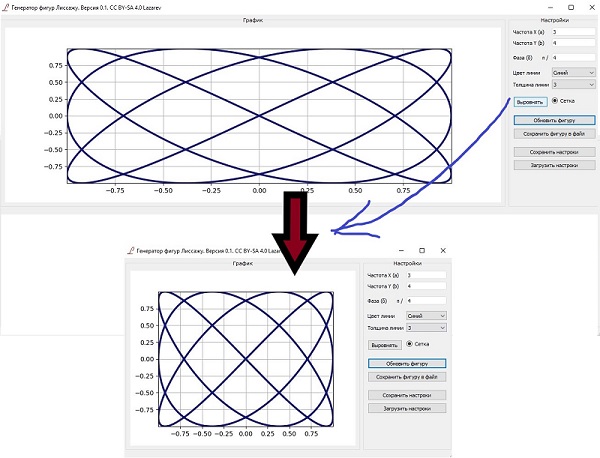 Генератор фигур Лиссажу. Версия 0.1. CC BY-SA 4.0 Lazarev
График
Настройки
Частота X (a) 3
Частота Y (b) 4
Фаза (δ) π / 4
Цвет линии Синий
Толщина линии 3
Выровнять Сетка
Обновить фигуру
Сохранить фигуру в файл
Сохранить настроки
Загрузить настроки
0.75
0.50
0.25
0.00
−0.25
−0.50
−0.75
−0.75 −0.50 −0.25 0.00 0.25 0.50 0.75
Генератор фигур Лиссажу. Версия 0.1. CC BY-SA 4.0 Lazarev
График
Настройки
Частота X (a) 3
Частота Y (b) 4
Фаза (δ) π / 4
Цвет линии Синий
Толщина линии 3
Выровнять Сетка
Обновить фигуру
Сохранить фигуру в файл
Сохранить настроки
Загрузить настроки
0.75
0.50
0.25
0.00
−0.25
−0.50
−0.75
−0.75 −0.50 −0.25 0.00 0.25 0.50 0.75